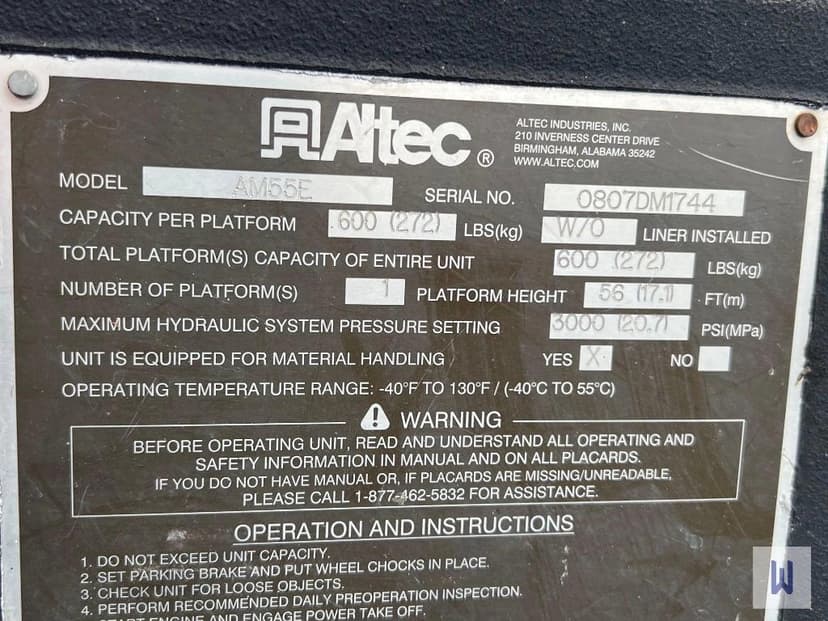 Altec ®
ALTEC INDUSTRIES, INC.
210 INVERNESS CENTER DRIVE
BIRMINGHAM, ALABAMA 35242
WWW.ALTEC.COM
MODEL AM55E SERIAL NO. 0807DM1744
CAPACITY PER PLATFORM 600 (272) LBS(kg) W/O LINER INSTALLED
TOTAL PLATFORM(S) CAPACITY OF ENTIRE UNIT 600 (272) LBS(kg)
NUMBER OF PLATFORM(S) 1 PLATFORM HEIGHT 56 (17.1) FT(m)
MAXIMUM HYDRAULIC SYSTEM PRESSURE SETTING 3000 (20.7) PSI(MPa)
UNIT IS EQUIPPED FOR MATERIAL HANDLING YES X NO
OPERATING TEMPERATURE RANGE: -40°F TO 130°F / (-40°C TO 55°C)
WARNING
BEFORE OPERATING UNIT, READ AND UNDERSTAND ALL OPERATING AND
SAFETY INFORMATION IN MANUAL AND ON ALL PLACARDS.
IF YOU DO NOT HAVE MANUAL OR, IF PLACARDS ARE MISSING/UNREADABLE,
PLEASE CALL 1-877-462-5832 FOR ASSISTANCE.
OPERATION AND INSTRUCTIONS
1. DO NOT EXCEED UNIT CAPACITY.
2. SET PARKING BRAKE AND PUT WHEEL CHOCKS IN PLACE.
3. CHECK UNIT FOR LOOSE OBJECTS.
4. PERFORM RECOMMENDED DAILY PREOPERATION INSPECTION.
START ENGINE AND ENGAGE POWER TAKE OFF.
W